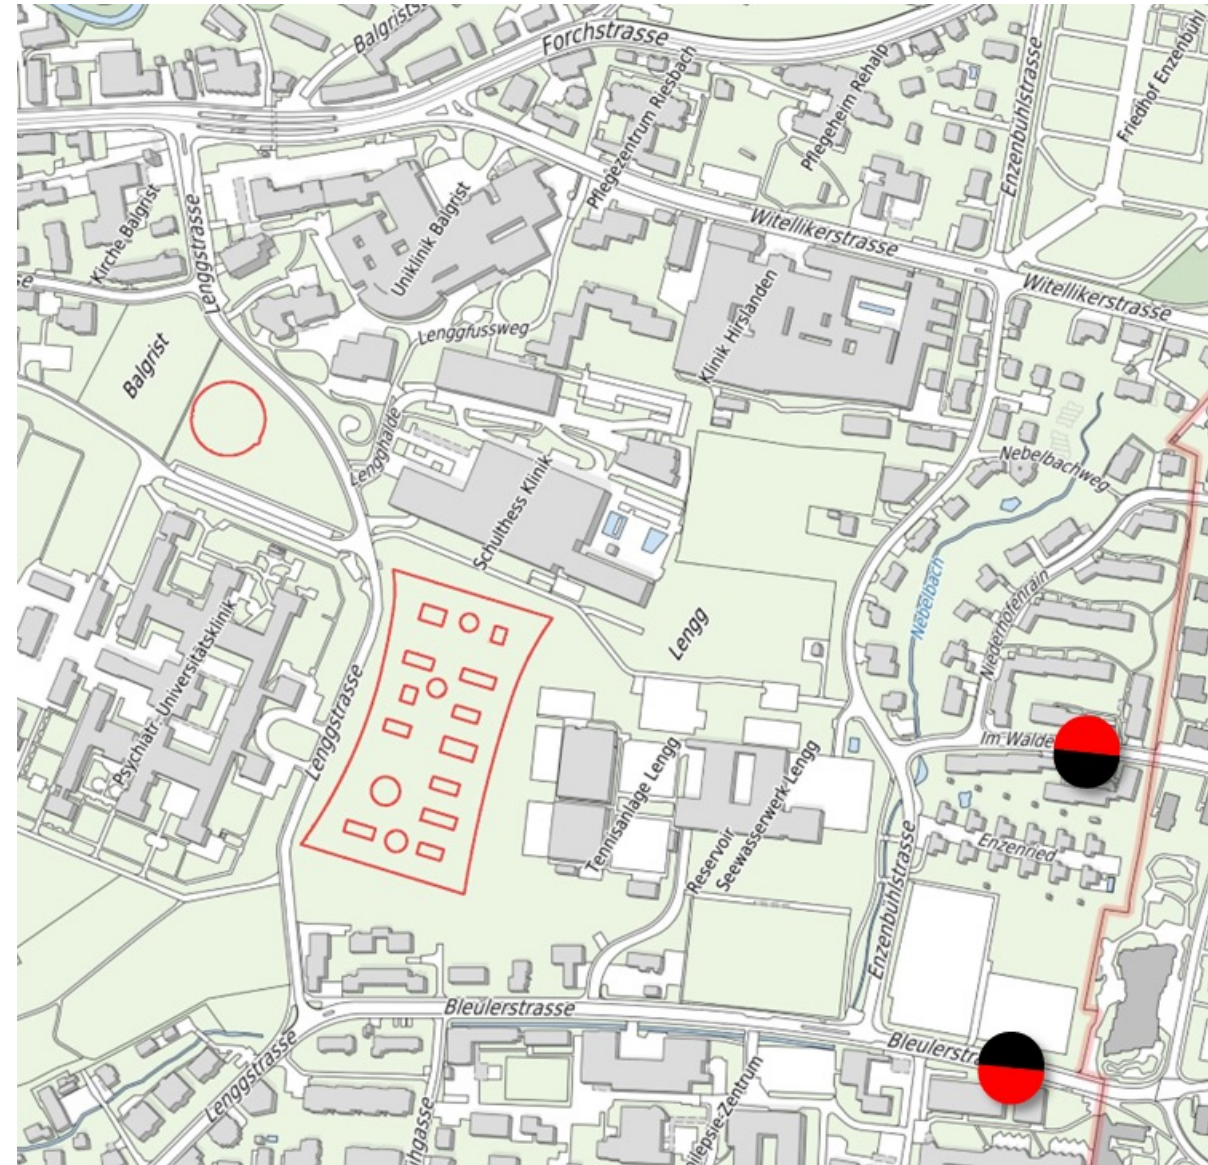 Forchstrasse
Pflegezentrum Riesbach
Pflegeheim Rehalp
Enzenbühlstrasse
Friedhof Enzenbühl
Kirche Balgrist
Lenggstrasse
Uniklinik Balgrist
Witellikerstrasse
Witellikerstrasse
Klinik Hirslanden
Lenggfussweg
Balgrist
Lengghalde
Schulthess Klinik
Nebelbachweg
Nebelbach
Niederhofenrain
Lengg
Psychiatr. Universitätsklinik
Lenggstrasse
Im Walde
Tennisanlage Lengg
Reservoir
Seewasserwerk Lengg
Enzenried
Enzenbühlstrasse
Bleulerstrasse
Lenggstrasse